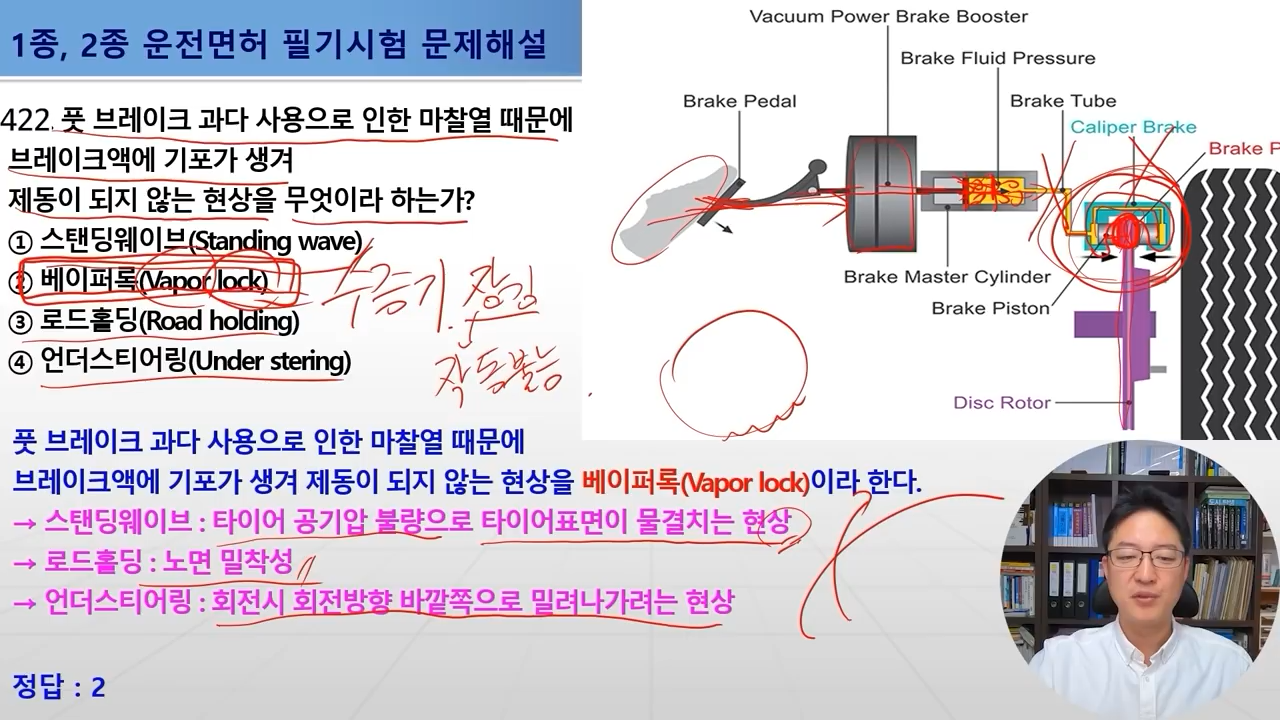 1종, 2종 운전면허 필기시험 문제해설
422. 풋 브레이크 과다 사용으로 인한 마찰열 때문에
브레이크액에 기포가 생겨
제동이 되지 않는 현상을 무엇이라 하는가?
① 스탠딩웨이브(Standing wave)
② 베이퍼록(Vapor lock)
③ 로드홀딩(Road holding)
④ 언더스티어링(Under stering)
수증기 잠김
작동불능
풋 브레이크 과다 사용으로 인한 마찰열 때문에
브레이크액에 기포가 생겨 제동이 되지 않는 현상을 베이퍼록(Vapor lock)이라 한다.
→ 스탠딩웨이브 : 타이어 공기압 불량으로 타이어표면이 물결치는 현상
→ 로드홀딩 : 노면 밀착성
→ 언더스티어링 : 회전시 회전방향 바깥쪽으로 밀려나가려는 현상
정답 : 2
Vacuum Power Brake Booster
Brake Fluid Pressure
Brake Pedal
Brake Tube
Caliper Brake
Brake P
Brake Master Cylinder
Brake Piston
Disc Rotor